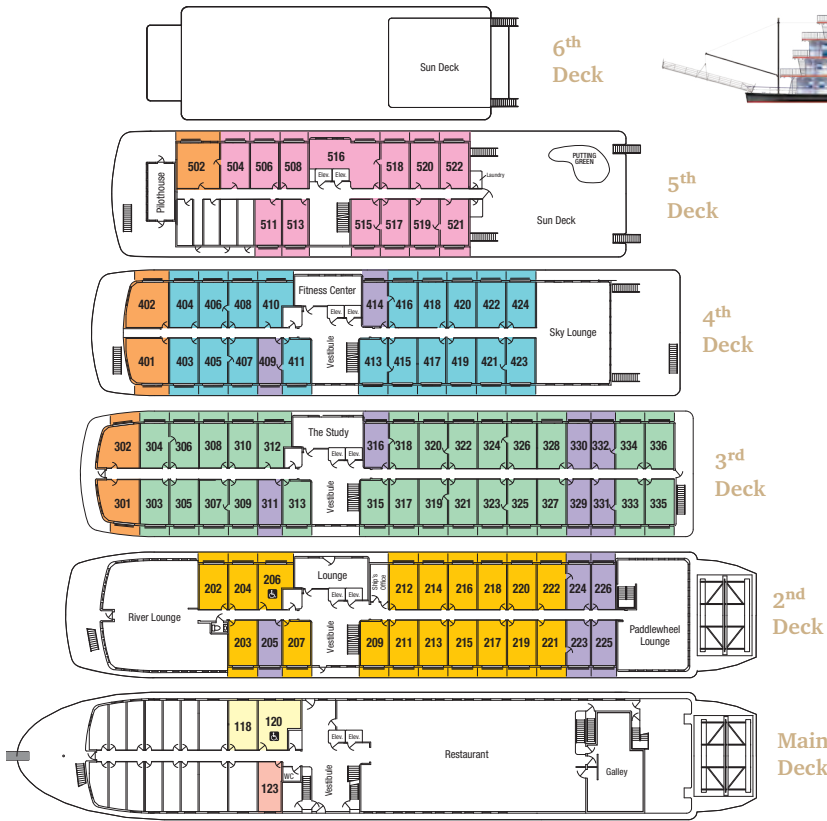 6th
Deck
Sun Deck
5th
Deck
502 504 506 508 516 518 520 522
Elev. Elev.
PUTTING
GREEN
Laundry
Pilothouse
Sun Deck
511 513 515 517 519 521
4th
Deck
402 404 406 408 410 Fitness Center 414 416 418 420 422 424
Elev. Elev.
Sky Lounge
Vestibule
401 403 405 407 409 411 413 415 417 419 421 423
3rd
Deck
302 304 306 308 310 312 The Study 316 318 320 322 324 326 328 330 332 334 336
Elev. Elev.
Vestibule
301 303 305 307 309 311 313 315 317 319 321 323 325 327 329 331 333 335
2nd
Deck
202 204 206 Lounge Ship's
Office 212 214 216 218 220 222 224 226
Elev. Elev.
River Lounge
Vestibule
Paddlewheel
Lounge
203 205 207 209 211 213 215 217 219 221 223 225
Main
Deck
118 120
Elev. Elev.
Restaurant
WC
Vestibule
Galley
123